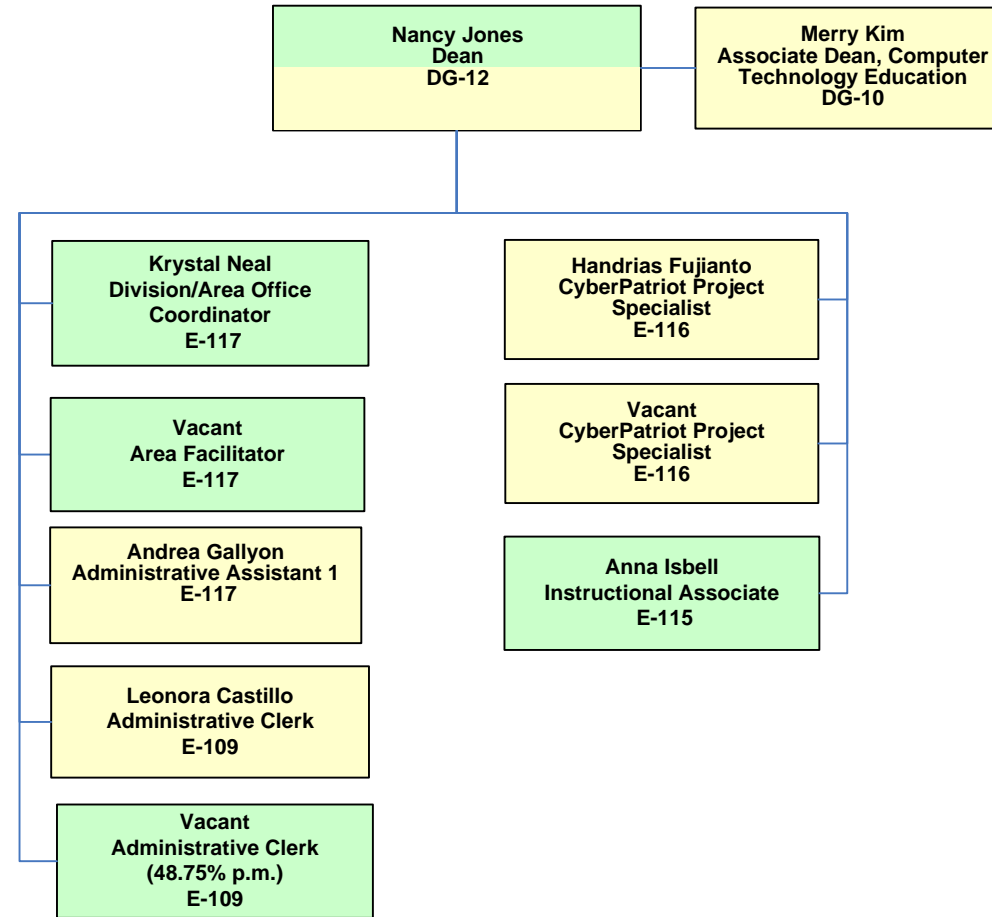 Nancy Jones
Dean
DG-12
Merry Kim
Associate Dean, Computer
Technology Education
DG-10
Krystal Neal
Division/Area Office
Coordinator
E-117
Vacant
Area Facilitator
E-117
Andrea Gallyon
Administrative Assistant 1
E-117
Leonora Castillo
Administrative Clerk
E-109
Vacant
Administrative Clerk
(48.75% p.m.)
E-109
Handrias Fujianto
CyberPatriot Project
Specialist
E-116
Vacant
CyberPatriot Project
Specialist
E-116
Anna Isbell
Instructional Associate
E-115